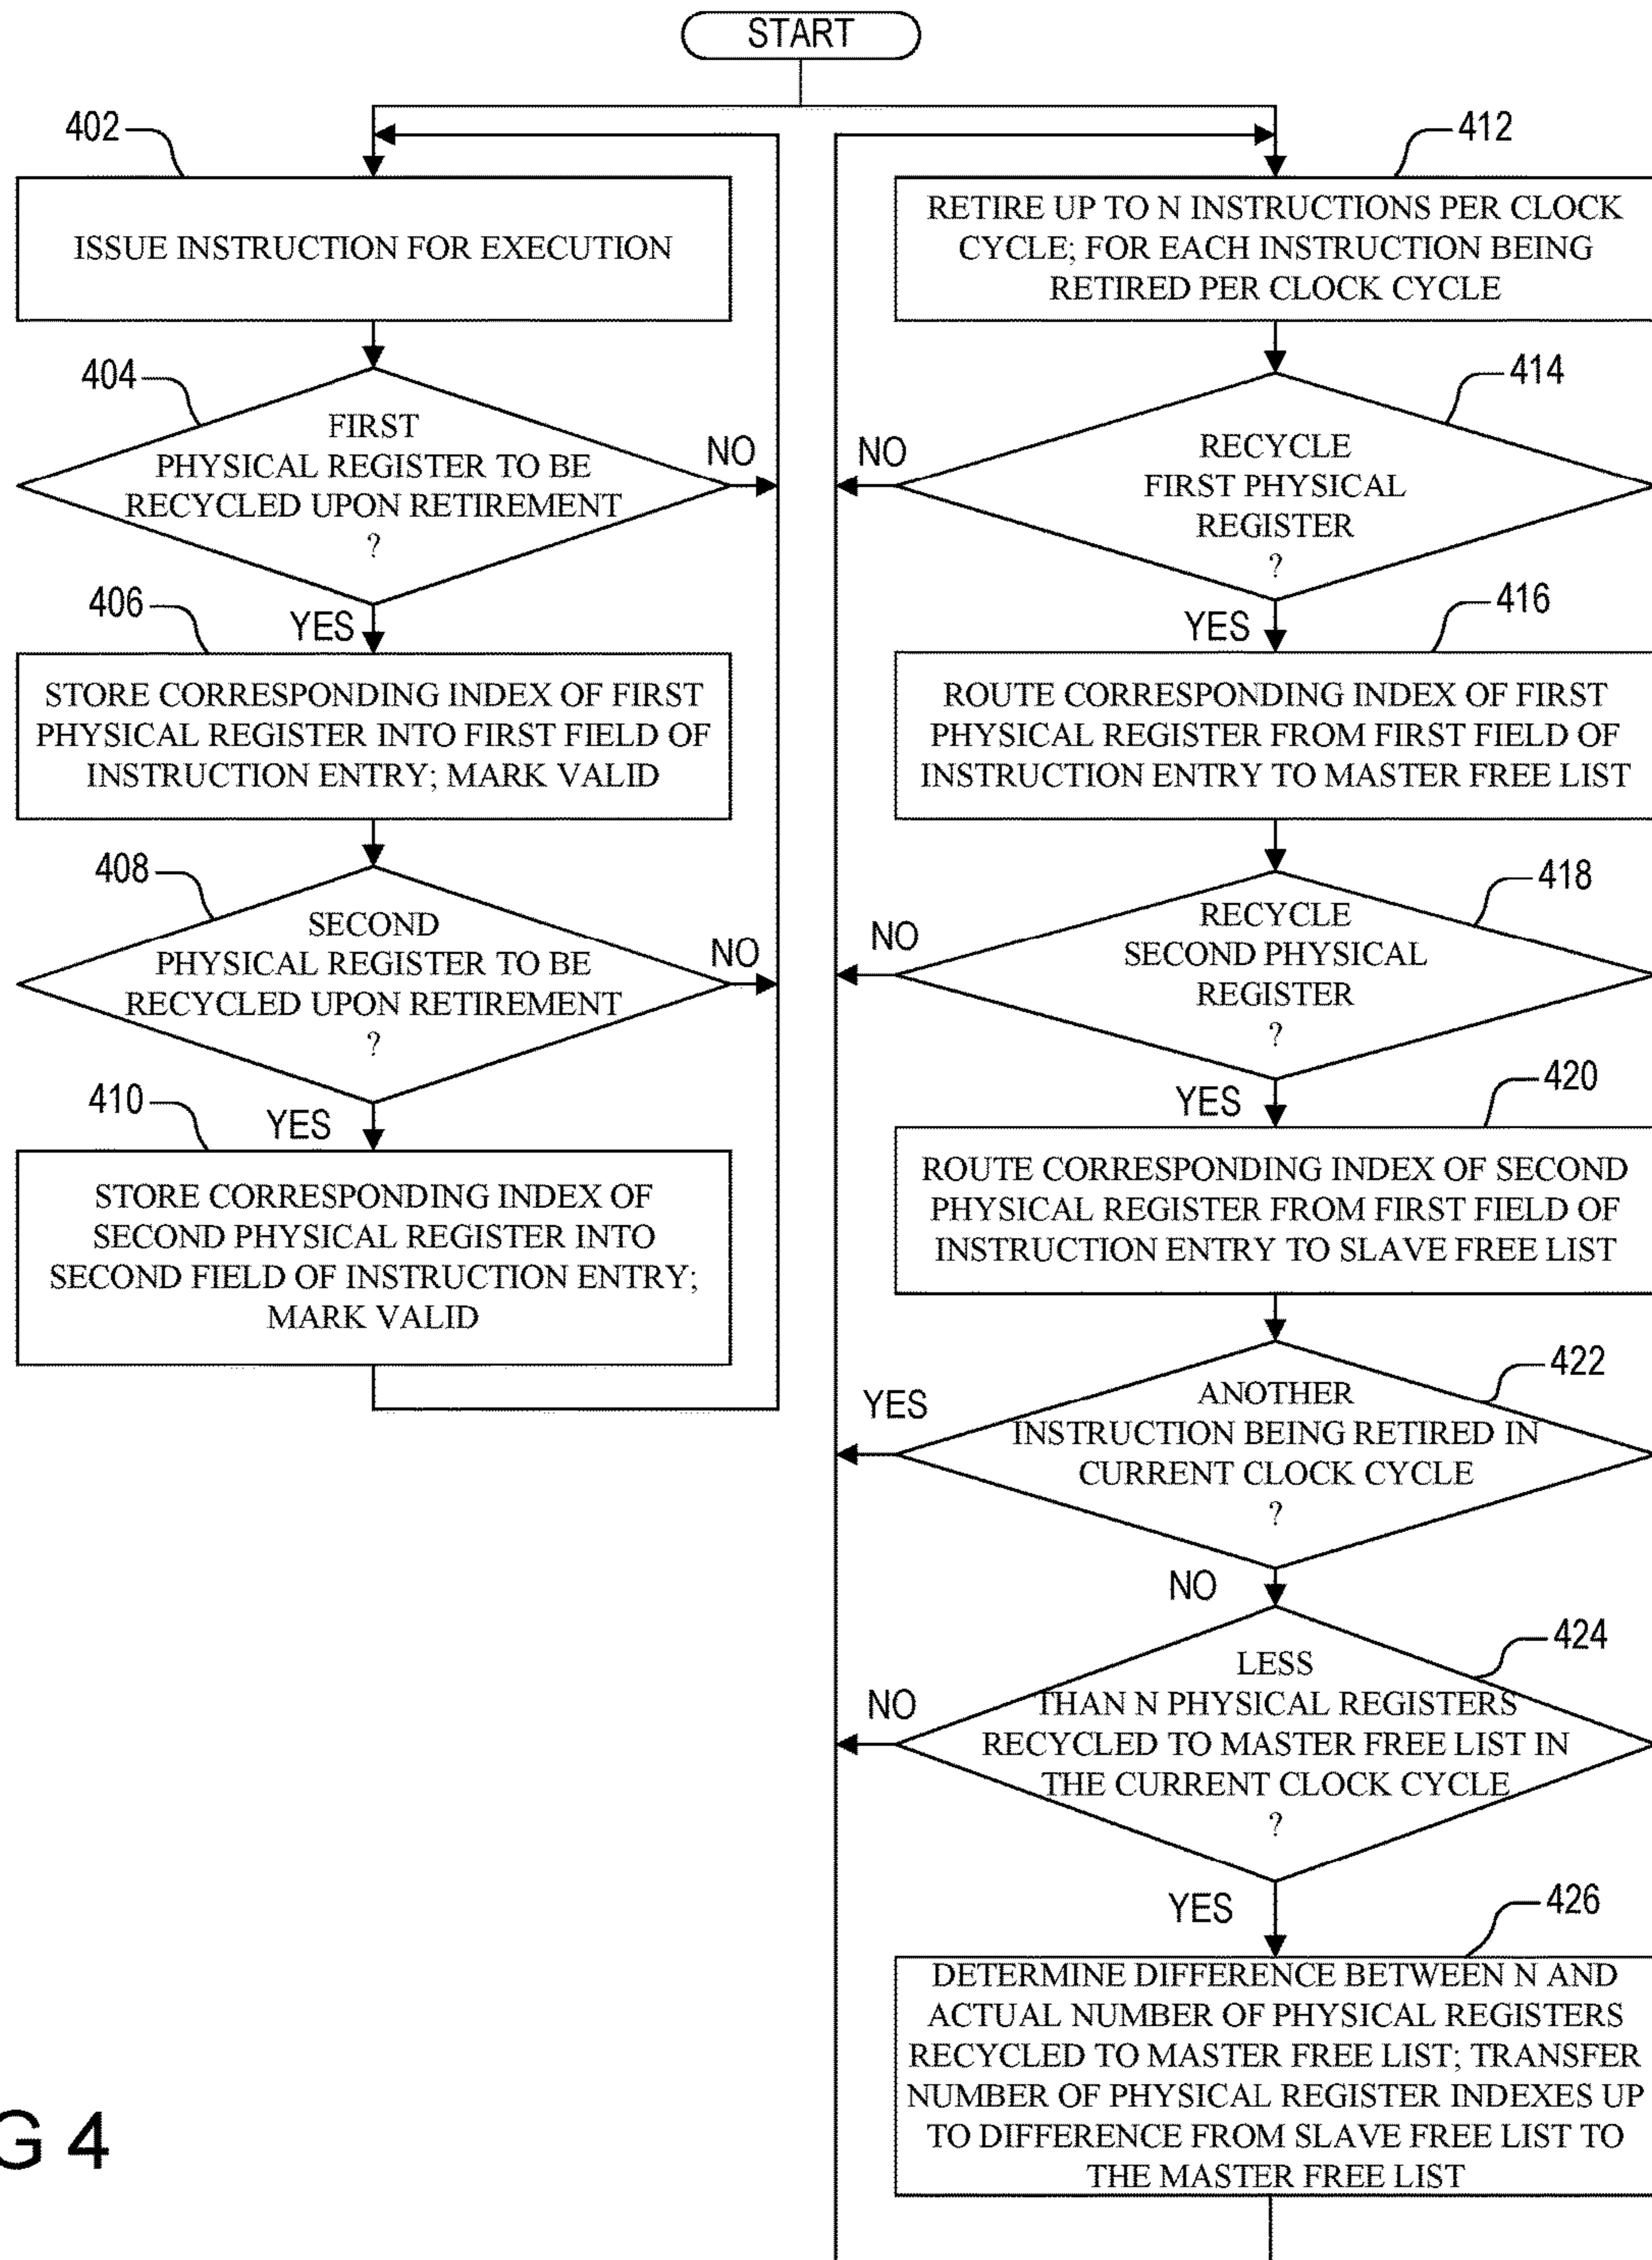 START
402
ISSUE INSTRUCTION FOR EXECUTION
404
FIRST
PHYSICAL REGISTER TO BE
RECYCLED UPON RETIREMENT
?
NO
YES
406
STORE CORRESPONDING INDEX OF FIRST
PHYSICAL REGISTER INTO FIRST FIELD OF
INSTRUCTION ENTRY; MARK VALID
408
SECOND
PHYSICAL REGISTER TO BE
RECYCLED UPON RETIREMENT
?
NO
YES
410
STORE CORRESPONDING INDEX OF
SECOND PHYSICAL REGISTER INTO
SECOND FIELD OF INSTRUCTION ENTRY;
MARK VALID
412
RETIRE UP TO N INSTRUCTIONS PER CLOCK
CYCLE; FOR EACH INSTRUCTION BEING
RETIRED PER CLOCK CYCLE
414
RECYCLE
FIRST PHYSICAL
REGISTER
?
NO
YES
416
ROUTE CORRESPONDING INDEX OF FIRST
PHYSICAL REGISTER FROM FIRST FIELD OF
INSTRUCTION ENTRY TO MASTER FREE LIST
418
RECYCLE
SECOND PHYSICAL
REGISTER
?
NO
YES
420
ROUTE CORRESPONDING INDEX OF SECOND
PHYSICAL REGISTER FROM FIRST FIELD OF
INSTRUCTION ENTRY TO SLAVE FREE LIST
422
ANOTHER
INSTRUCTION BEING RETIRED IN
CURRENT CLOCK CYCLE
?
YES
NO
424
LESS
THAN N PHYSICAL REGISTERS
RECYCLED TO MASTER FREE LIST IN
THE CURRENT CLOCK CYCLE
?
NO
YES
426
DETERMINE DIFFERENCE BETWEEN N AND
ACTUAL NUMBER OF PHYSICAL REGISTERS
RECYCLED TO MASTER FREE LIST; TRANSFER
NUMBER OF PHYSICAL REGISTER INDEXES UP
TO DIFFERENCE FROM SLAVE FREE LIST TO
THE MASTER FREE LIST
G 4